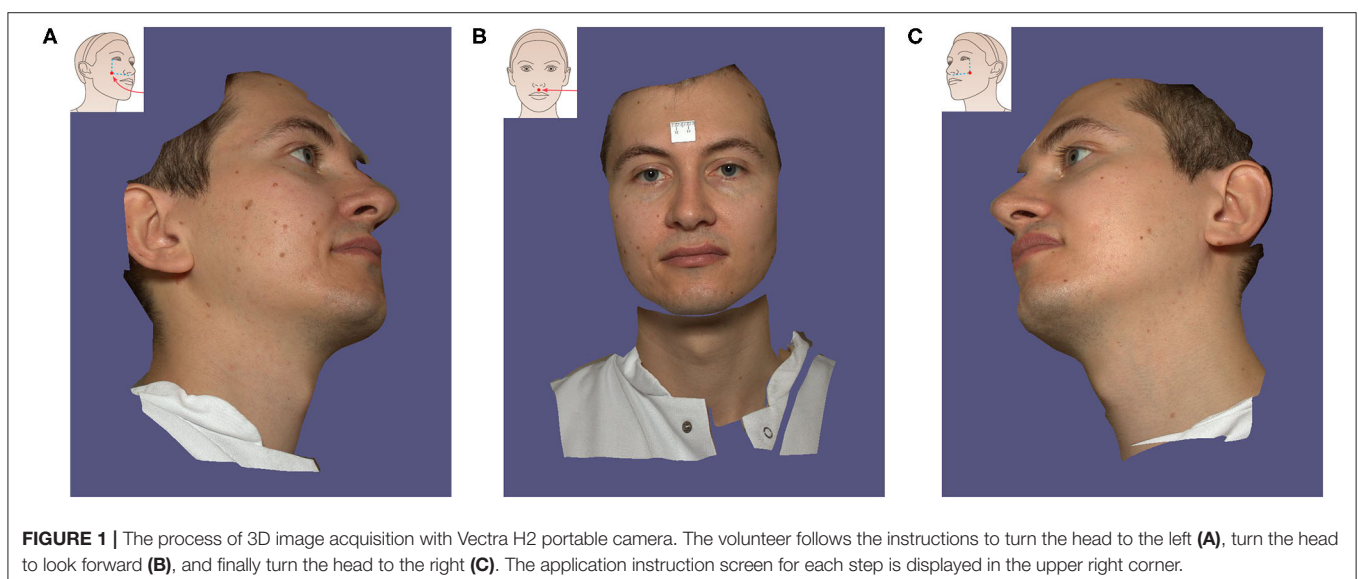 A
B
C
FIGURE 1 | The process of 3D image acquisition with Vectra H2 portable camera. The volunteer follows the instructions to turn the head to the left (A), turn the head
to look forward (B), and finally turn the head to the right (C). The application instruction screen for each step is displayed in the upper right corner.